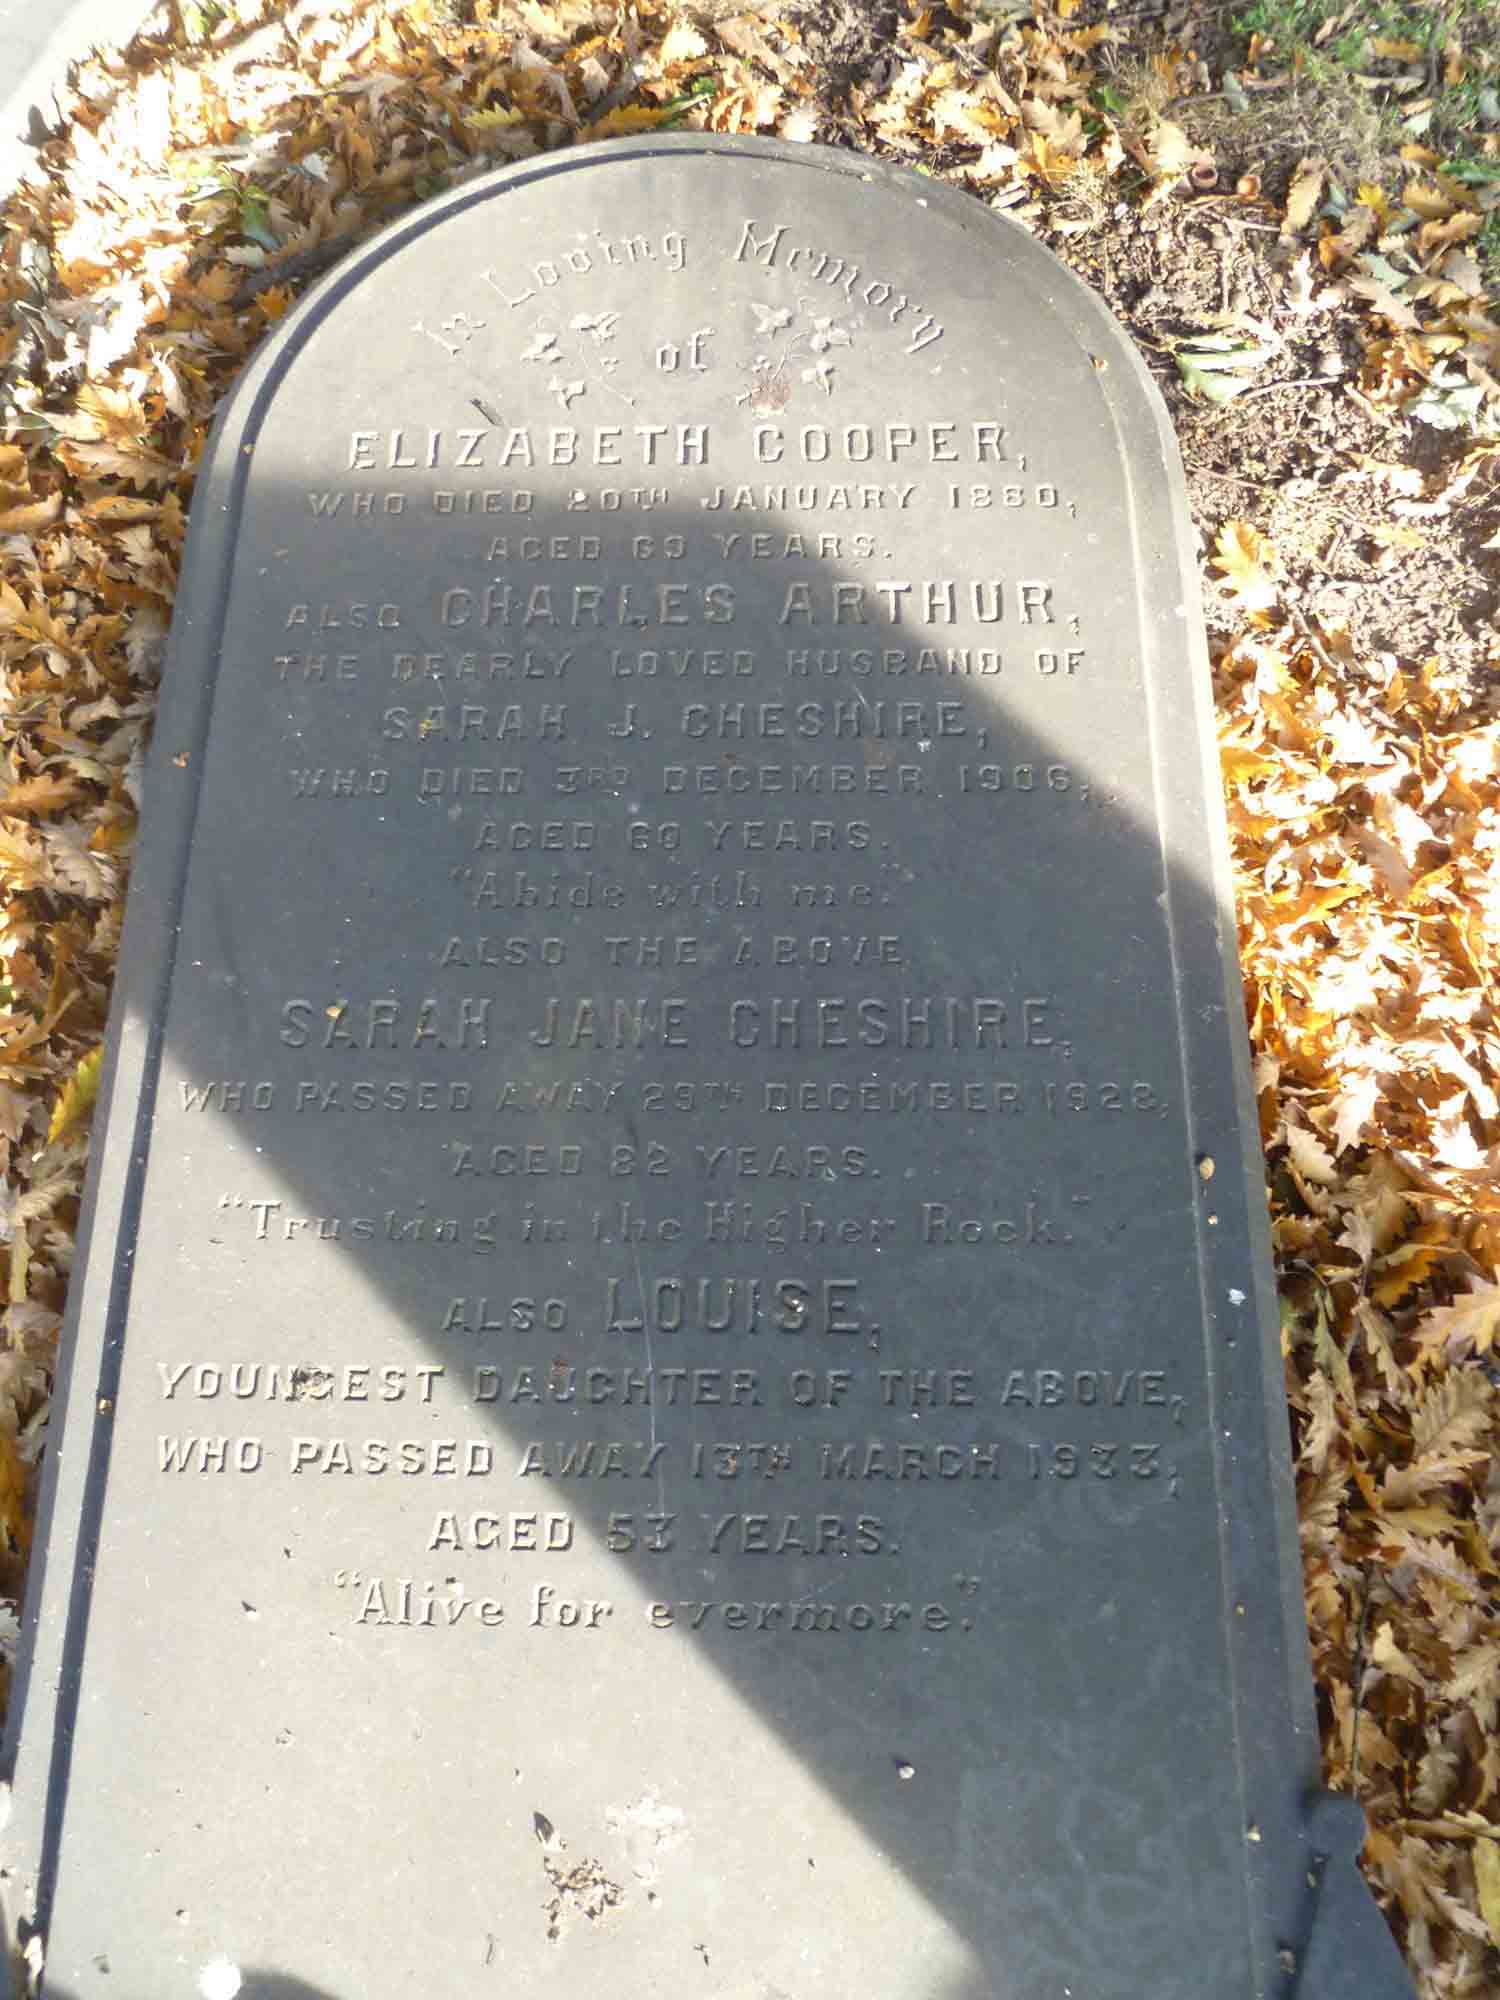 In Loving Memory
of
ELIZABETH COOPER,
WHO DIED 20TH JANUARY 1880,
AGED 69 YEARS.
ALSO CHARLES ARTHUR,
THE DEARLY LOVED HUSBAND OF
SARAH J. CHESHIRE,
WHO DIED 3RD DECEMBER 1906,
AGED 60 YEARS.
"Abide with me."
ALSO THE ABOVE
SARAH JANE CHESHIRE,
WHO PASSED AWAY 29TH DECEMBER 1928,
AGED 82 YEARS.
"Trusting in the Higher Rock."
ALSO LOUISE,
YOUNGEST DAUGHTER OF THE ABOVE,
WHO PASSED AWAY 13TH MARCH 1933,
AGED 53 YEARS.
"Alive for evermore."